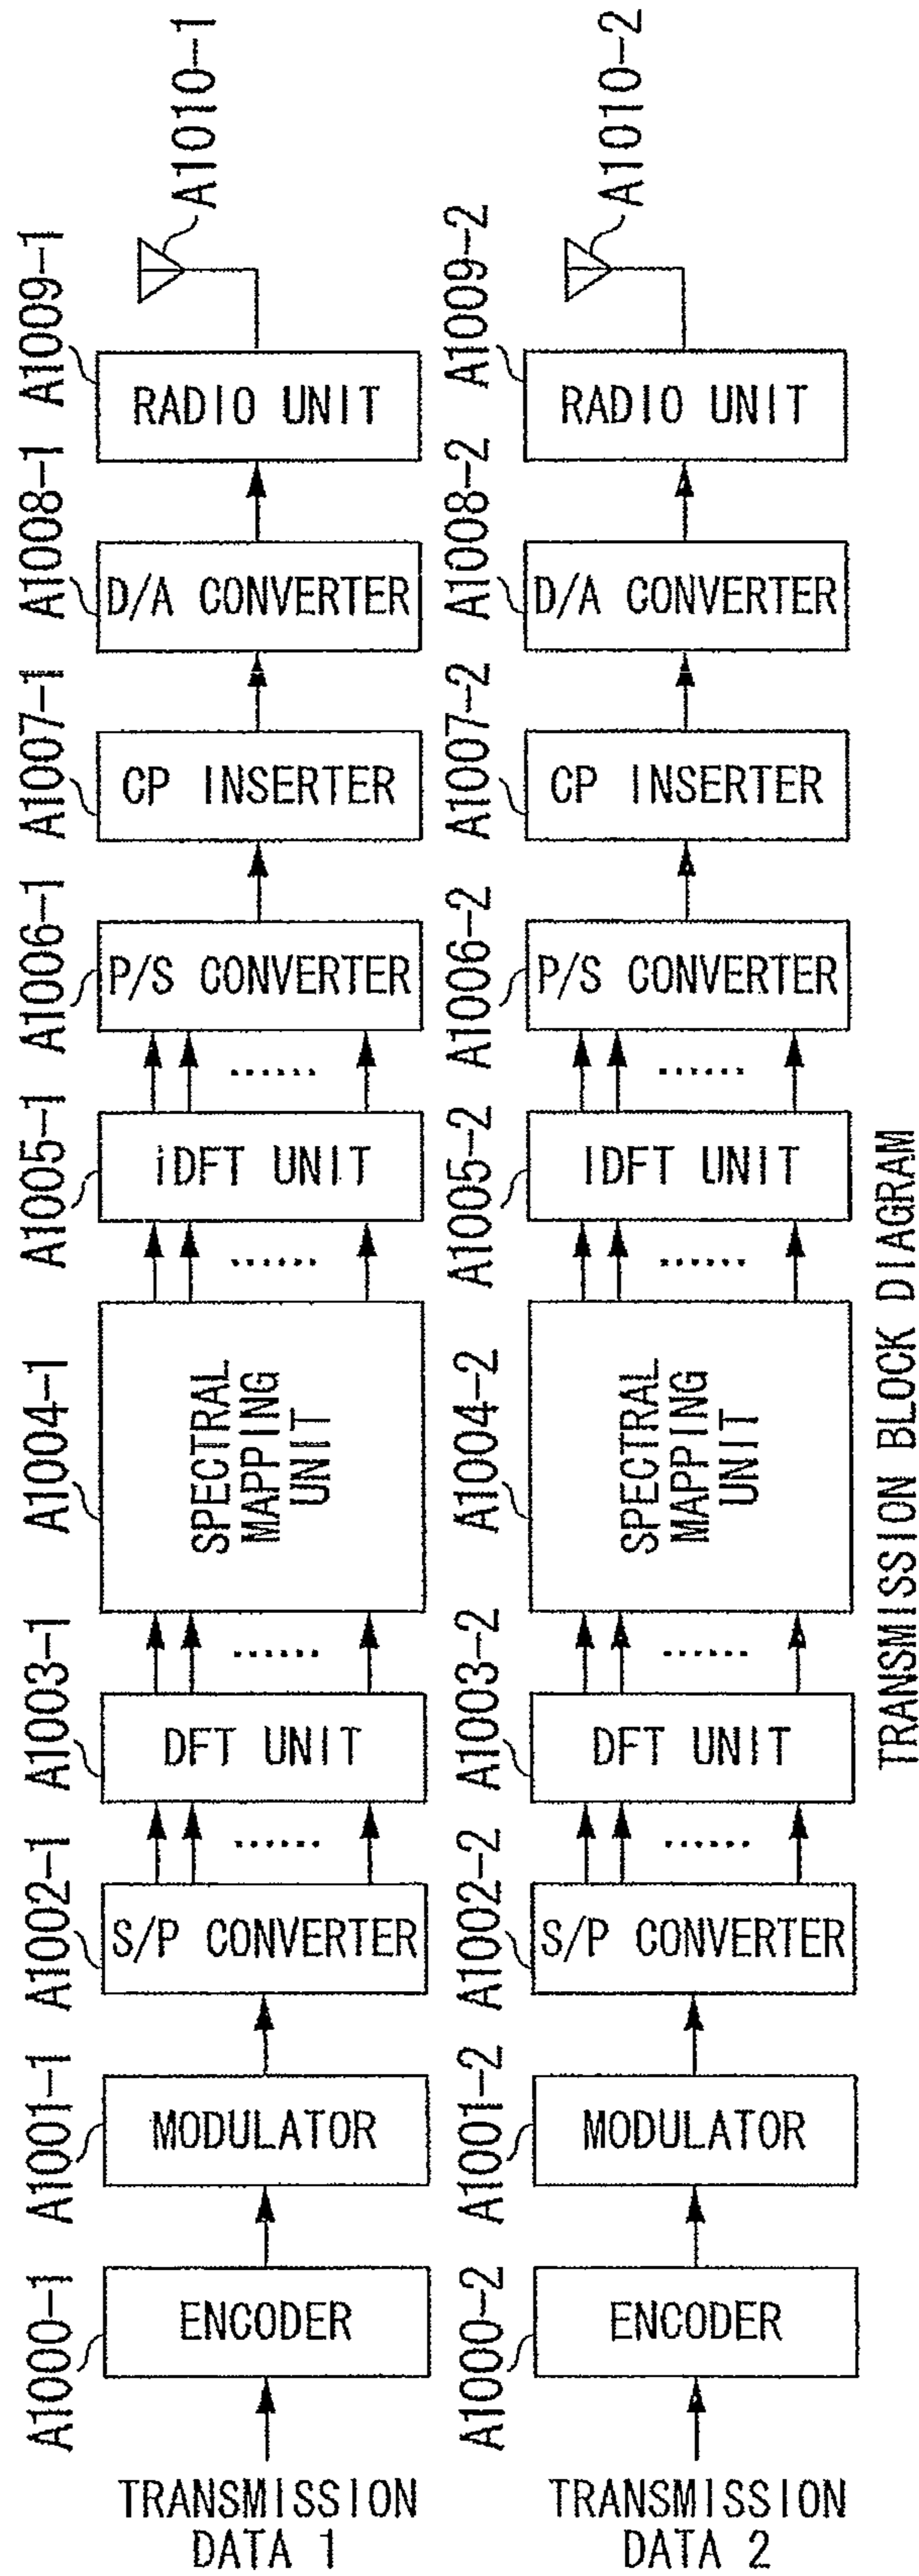 TRANSMISSION
DATA 1
A1000-1
ENCODER
A1001-1
MODULATOR
A1002-1
S/P CONVERTER
A1003-1
DFT UNIT
A1004-1
SPECTRAL
MAPPING
UNIT
A1005-1
iDFT UNIT
A1006-1
P/S CONVERTER
A1007-1
CP INSERTER
A1008-1
D/A CONVERTER
A1009-1
RADIO UNIT
A1010-1
TRANSMISSION
DATA 2
A1000-2
ENCODER
A1001-2
MODULATOR
A1002-2
S/P CONVERTER
A1003-2
DFT UNIT
A1004-2
SPECTRAL
MAPPING
UNIT
A1005-2
IDFT UNIT
A1006-2
P/S CONVERTER
A1007-2
CP INSERTER
A1008-2
D/A CONVERTER
A1009-2
RADIO UNIT
A1010-2
TRANSMISSION BLOCK DIAGRAM